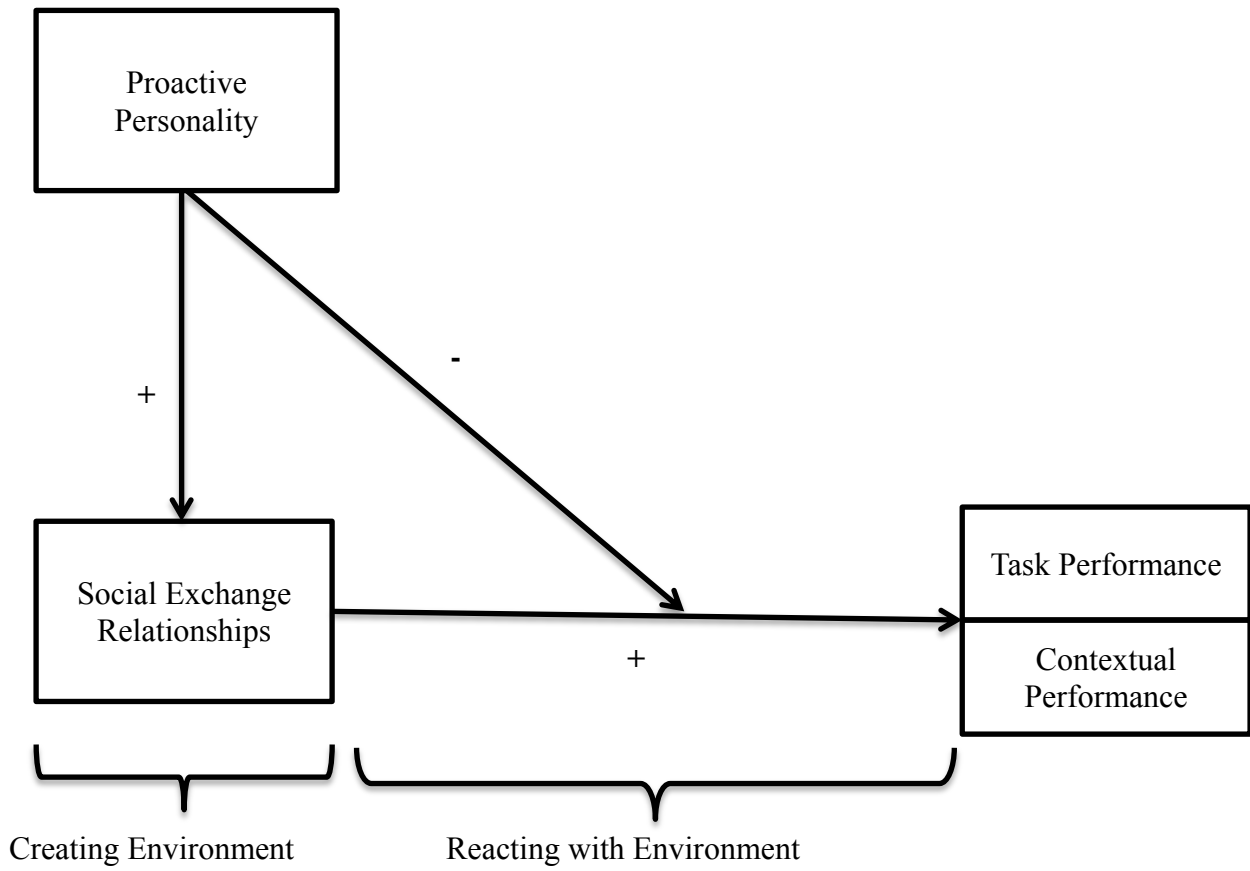 Proactive
Personality
-
+
Social Exchange
Relationships
Task Performance
+
Contextual
Performance
Creating Environment
Reacting with Environment